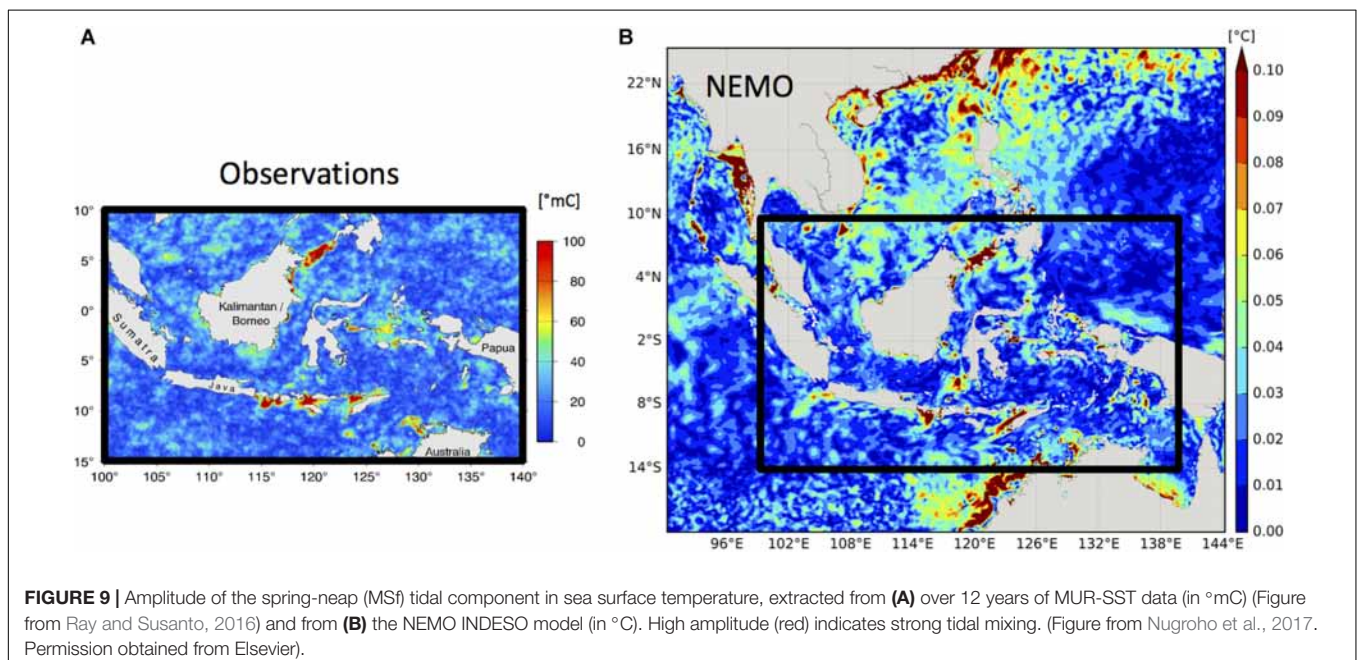 A
Observations
[°mC]
10°
5°
0°
5°
10°
15°
100°
105°
110°
115°
120°
125°
130°
135°
140°
Kalimantan /
Borneo
Sumatra
Java
Papua
Australia
100
80
60
40
20
0
B
NEMO
[°C]
22°N
16°N
10°N
4°N
2°S
8°S
14°S
96°E
102°E
108°E
114°E
120°E
126°E
132°E
138°E
144°E
0.10
0.09
0.08
0.07
0.06
0.05
0.04
0.03
0.02
0.01
0.00
FIGURE 9 | Amplitude of the spring-neap (MSf) tidal component in sea surface temperature, extracted from (A) over 12 years of MUR-SST data (in °mC) (Figure
from Ray and Susanto, 2016) and from (B) the NEMO INDESO model (in °C). High amplitude (red) indicates strong tidal mixing. (Figure from Nugroho et al., 2017.
Permission obtained from Elsevier).